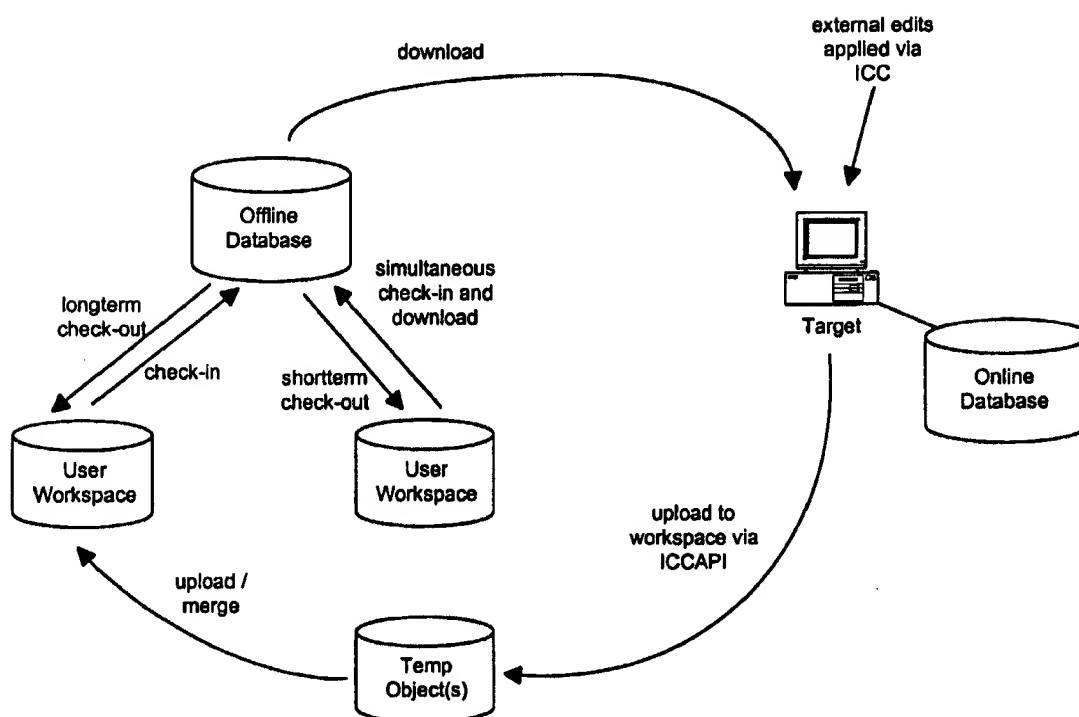 download
external edits
applied via
ICC
Offline
Database
simultaneous
check-in and
download
longterm
check-out
check-in
shortterm
check-out
Target
Online
Database
User
Workspace
User
Workspace
upload to
workspace via
ICCAPI
upload /
merge
Temp
Object(s)